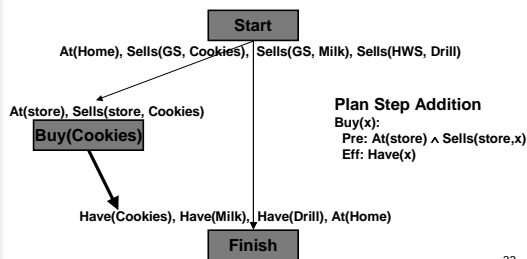 Start
At(Home), Sells(GS, Cookies), Sells(GS, Milk), Sells(HWS, Drill)
At(store), Sells(store, Cookies)
Buy(Cookies)
Plan Step Addition
Buy(x):
Pre: At(store) ∧ Sells(store,x)
Eff: Have(x)
Have(Cookies), Have(Milk), Have(Drill), At(Home)
Finish